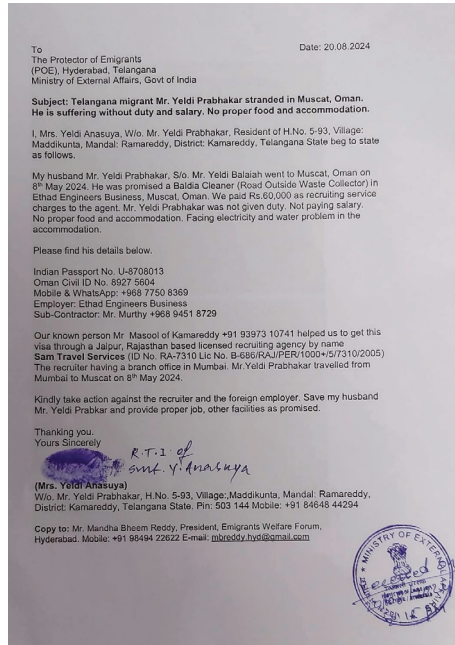 To
Date: 20.08.2024
The Protector of Emigrants
(POE), Hyderabad, Telangana
Ministry of External Affairs, Govt of India
Subject: Telangana migrant Mr. Yeldi Prabhakar stranded in Muscat, Oman.
He is suffering without duty and salary. No proper food and accommodation.
I, Mrs. Yeldi Anasuya, W/o. Mr. Yeldi Prabhakar, Resident of H.No. 5-93, Village:
Maddikunta, Mandal: Ramareddy, District: Kamareddy, Telangana State beg to state
as follows.
My husband Mr. Yeldi Prabhakar, S/o. Mr. Yeldi Balaiah went to Muscat, Oman on
8th May 2024. He was promised a Baldia Cleaner (Road Outside Waste Collector) in
Ethad Engineers Business, Muscat, Oman. We paid Rs.60,000 as recruiting service
charges to the agent. Mr. Yeldi Prabhakar was not given duty. Not paying salary.
No proper food and accommodation. Facing electricity and water problem in the
accommodation.
Please find his details below.
Indian Passport No. U-8708013
Oman Civil ID No. 8927 5604
Mobile & WhatsApp: +968 7750 8369
Employer: Ethad Engineers Business
Sub-Contractor: Mr. Murthy +968 9451 8729
Our known person Mr Masool of Kamareddy +91 93973 10741 helped us to get this
visa through a Jaipur, Rajasthan based licensed recruiting agency by name
Sam Travel Services (ID No. RA-7310 Lic No. B-686/RAJ/PER/1000+/5/7310/2005)
The recruiter having a branch office in Mumbai. Mr.Yeldi Prabhakar travelled from
Mumbai to Muscat on 8th May 2024.
Kindly take action against the recruiter and the foreign employer. Save my husband
Mr. Yeldi Prabkar and provide proper job, other facilities as promised.
Thanking you.
Yours Sincerely
R.T.I of
Smt. Y. Anasuya
(Mrs. Yeldi Anasuya)
W/o. Mr. Yeldi Prabhakar, H.No. 5-93, Village:,Maddikunta, Mandal: Ramareddy,
District: Kamareddy, Telangana State. Pin: 503 144 Mobile: +91 84648 44294
Copy to: Mr. Mandha Bheem Reddy, President, Emigrants Welfare Forum,
Hyderabad. Mobile: +91 98494 22622 E-mail: mbreddy.hyd@gmail.com
MINISTRY OF EXTERNAL AFFAIRS
received